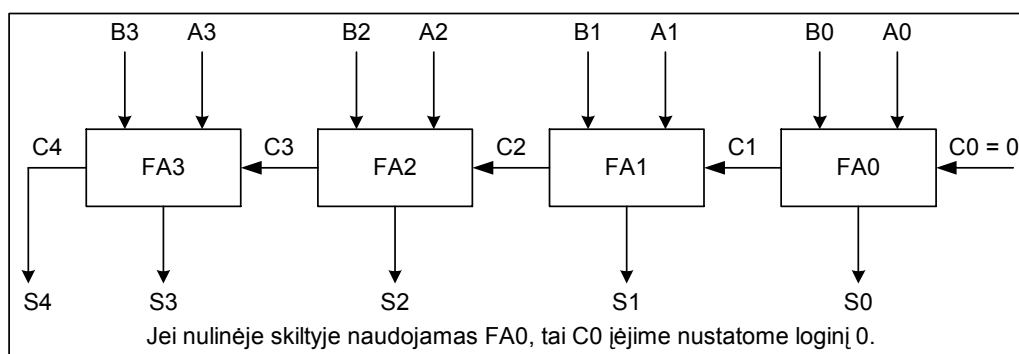 B3 A3 B2 A2 B1 A1 B0 A0
C4 C3 C2 C1 C0 = 0
FA3 FA2 FA1 FA0
S4 S3 S2 S1 S0
Jei nulinėje skiltyje naudojamas FA0, tai C0 įėjime nustatome loginį 0.